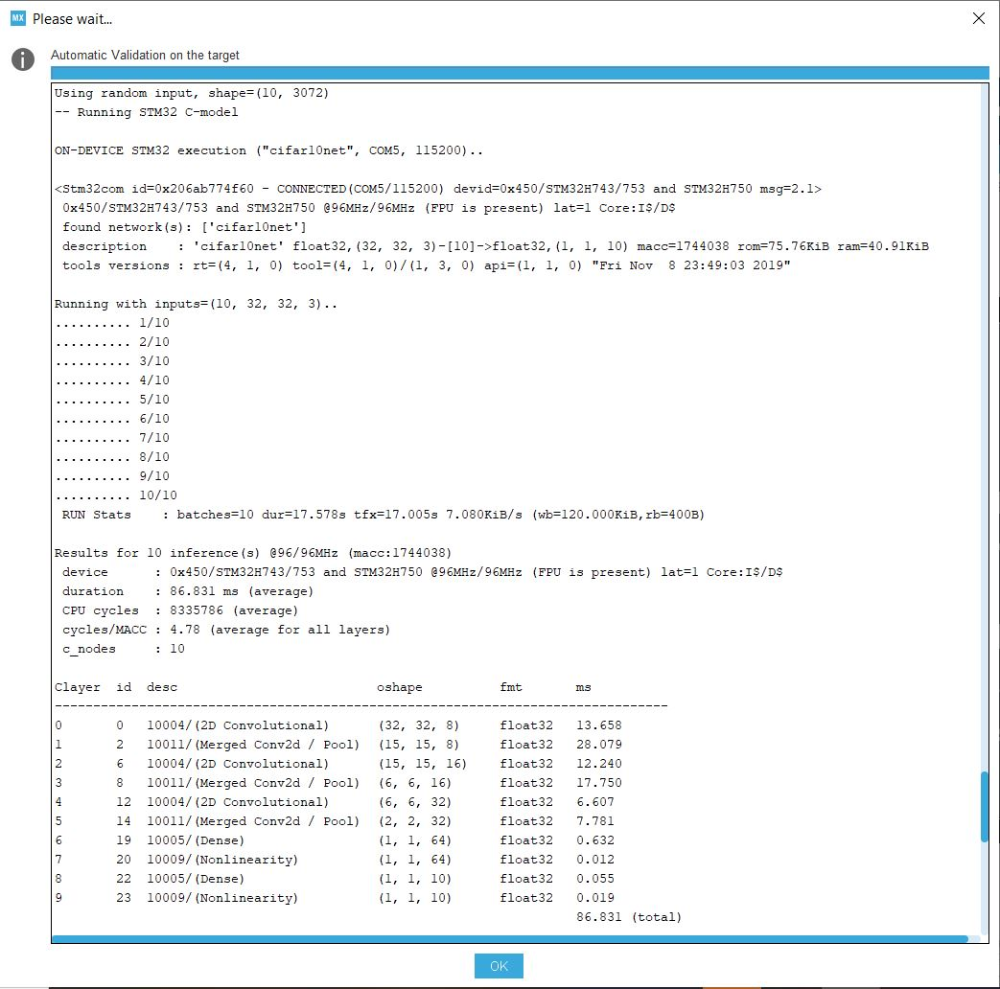 MX Please wait...
Automatic Validation on the target
Using random input, shape=(10, 3072)
-- Running STM32 C-model
ON-DEVICE STM32 execution ("cifar10net", COM5, 115200)..
<Stm32com id=0x206ab774f60 - CONNECTED(COM5/115200) devid=0x450/STM32H743/753 and STM32H750 msg=2.1>
0x450/STM32H743/753 and STM32H750 @96MHz/96MHz (FPU is present) lat=1 Core:I$/D$
found network(s): ['cifar10net']
description : 'cifar10net' float32,(32, 32, 3)-[10]->float32,(1, 1, 10) macc=1744038 rom=75.76KiB ram=40.91KiB
tools versions : rt=(4, 1, 0) tool=(4, 1, 0)/(1, 3, 0) api=(1, 1, 0) "Fri Nov 8 23:49:03 2019"
Running with inputs=(10, 32, 32, 3)..
.......... 1/10
.......... 2/10
.......... 3/10
.......... 4/10
.......... 5/10
.......... 6/10
.......... 7/10
.......... 8/10
.......... 9/10
.......... 10/10
RUN Stats : batches=10 dur=17.578s tfx=17.005s 7.080KiB/s (wb=120.000KiB,rb=400B)
Results for 10 inference(s) @96/96MHz (macc:1744038)
device : 0x450/STM32H743/753 and STM32H750 @96MHz/96MHz (FPU is present) lat=1 Core:I$/D$
duration : 86.831 ms (average)
CPU cycles : 8335786 (average)
cycles/MACC : 4.78 (average for all layers)
c_nodes : 10
Clayer id desc oshape fmt ms
--------------------------------------------------------------------------------
0 0 10004/(2D Convolutional) (32, 32, 8) float32 13.658
1 2 10011/(Merged Conv2d / Pool) (15, 15, 8) float32 28.079
2 6 10004/(2D Convolutional) (15, 15, 16) float32 12.240
3 8 10011/(Merged Conv2d / Pool) (6, 6, 16) float32 17.750
4 12 10004/(2D Convolutional) (6, 6, 32) float32 6.607
5 14 10011/(Merged Conv2d / Pool) (2, 2, 32) float32 7.781
6 19 10005/(Dense) (1, 1, 64) float32 0.632
7 20 10009/(Nonlinearity) (1, 1, 64) float32 0.012
8 22 10005/(Dense) (1, 1, 10) float32 0.055
9 23 10009/(Nonlinearity) (1, 1, 10) float32 0.019
86.831 (total)
OK